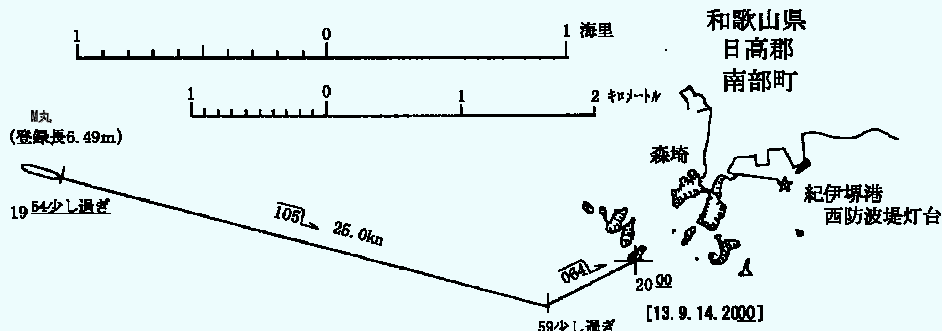 1 0 1 海里
和歌山県
日高郡
南部町
1 0 1 2 ｷﾛﾒｰﾄﾙ
M丸
(登録長6.49m)
森埼
紀伊堺港
西防波堤灯台
19 54少し過ぎ
105
25.0kn
064
20 00
59少し過ぎ
[13.9.14.2000]